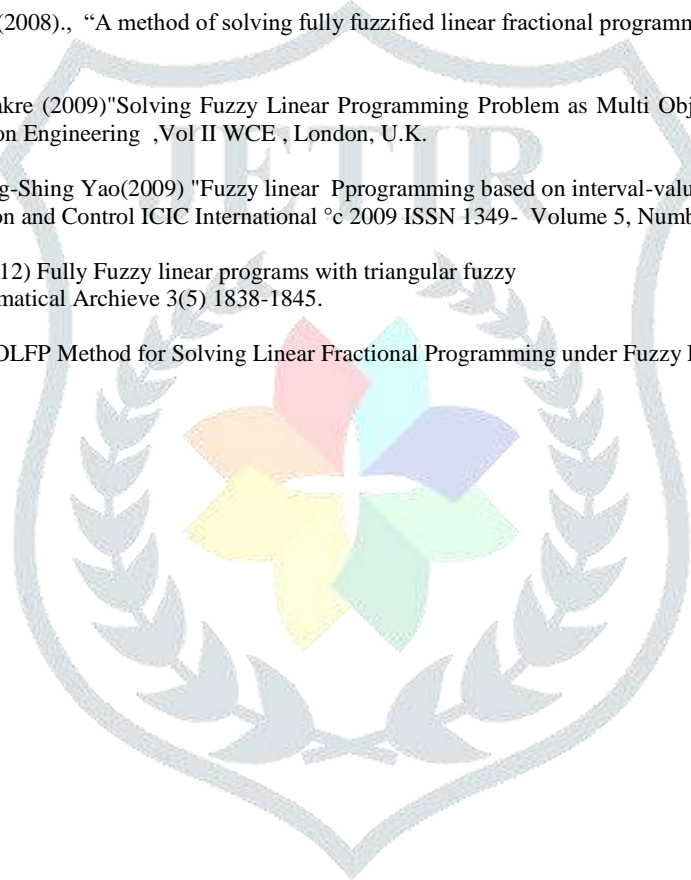 (2008)., “A method of solving fully fuzzified linear fractional programm
akre (2009)"Solving Fuzzy Linear Programming Problem as Multi Obj
on Engineering ,Vol II WCE , London, U.K.
g-Shing Yao(2009) "Fuzzy linear Pprogramming based on interval-valu
on and Control ICIC International °c 2009 ISSN 1349- Volume 5, Numb
12) Fully Fuzzy linear programs with triangular fuzzy
matical Archieve 3(5) 1838-1845.
OLFP Method for Solving Linear Fractional Programming under Fuzzy
JETIR